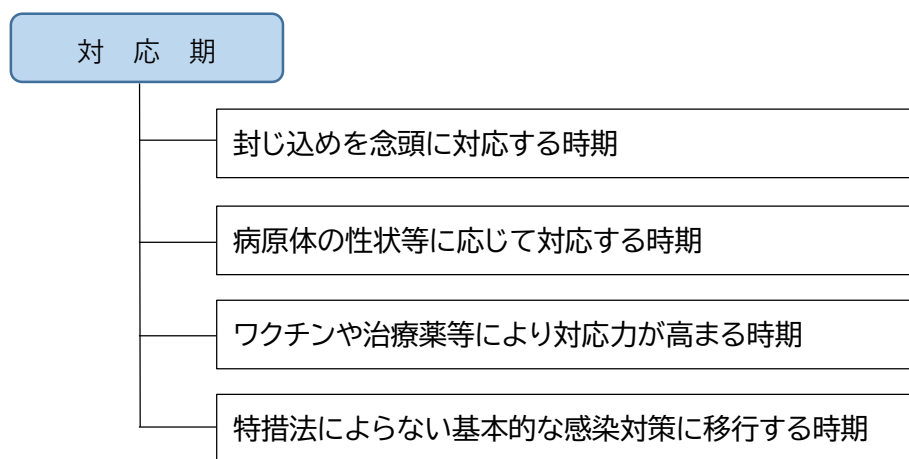 対 応 期
封じ込めを念頭に対応する時期
病原体の性状等に応じて対応する時期
ワクチンや治療薬等により対応力が高まる時期
特措法によらない基本的な感染対策に移行する時期